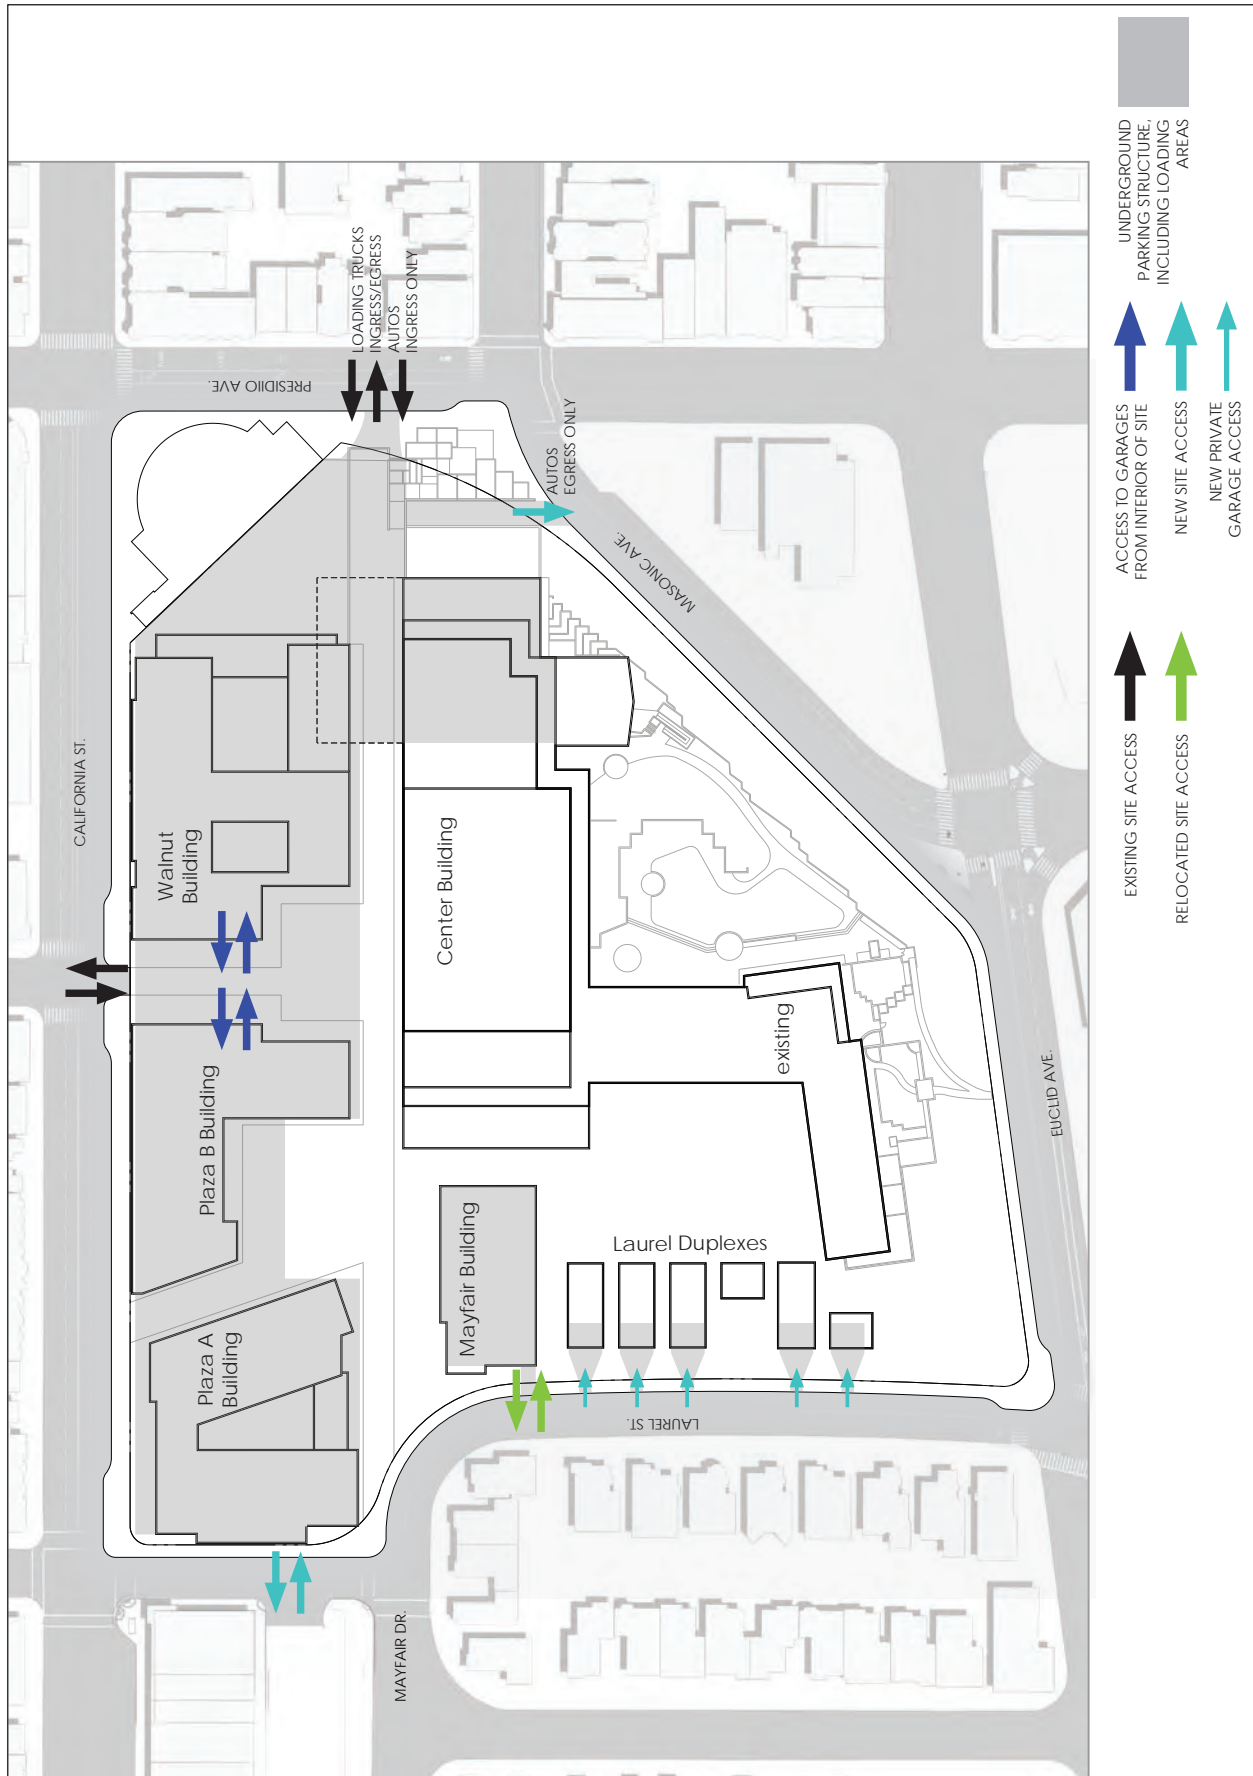 CALIFORNIA ST.
PRESIDIIO AVE.
LOADING TRUCKS
INGRESS/EGRESS
AUTOS
INGRESS ONLY
AUTOS
EGRESS ONLY
MASONIC AVE.
Walnut
Building
Center Building
Plaza B Building
existing
EUCLID AVE.
Plaza A
Building
Mayfair Building
Laurel Duplexes
LAUREL ST.
MAYFAIR DR.
EXISTING SITE ACCESS
RELOCATED SITE ACCESS
ACCESS TO GARAGES
FROM INTERIOR OF SITE
NEW SITE ACCESS
NEW PRIVATE
GARAGE ACCESS
UNDERGROUND
PARKING STRUCTURE,
INCLUDING LOADING
AREAS